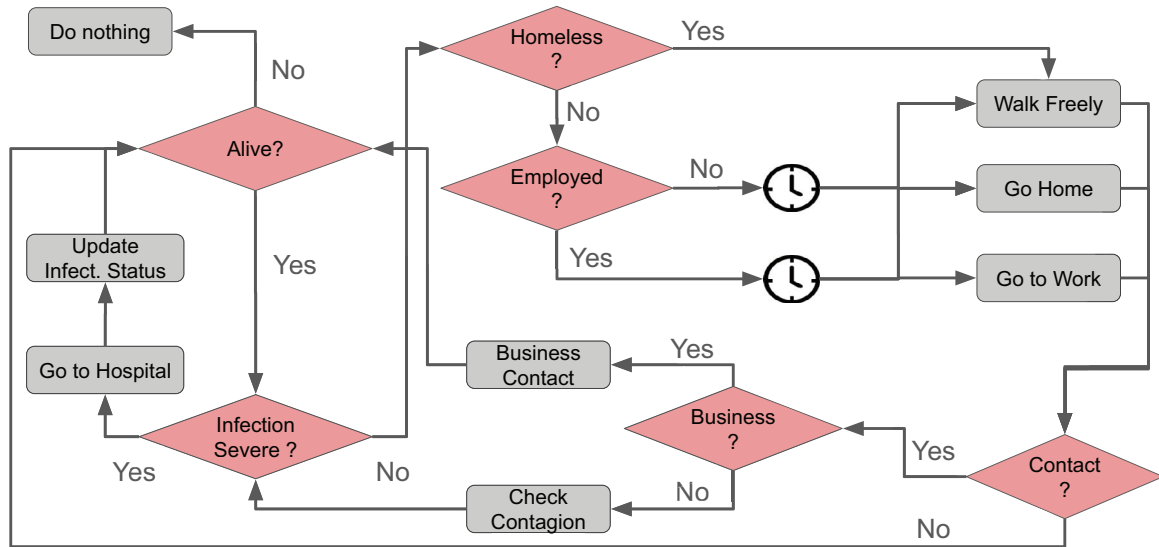 Do nothing
No
Homeless
?
Yes
Walk Freely
No
Alive?
Employed
?
No
Go Home
Update
Infect. Status
Yes
Yes
Go to Work
Go to Hospital
Business
Contact
Yes
Infection
Severe ?
Yes
No
Business
?
Yes
Contact
?
Check
Contagion
No
No